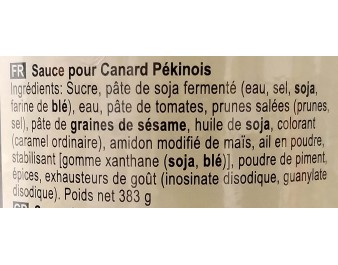 FR Sauce pour Canard Pékinois
Ingrédients: Sucre, pâte de soja fermenté (eau, sel, soja,
farine de blé), eau, pâte de tomates, prunes salées (prunes,
sel), pâte de graines de sésame, huile de soja, colorant
(caramel ordinaire), amidon modifié de maïs, ail en poudre,
stabilisant [gomme xanthane (soja, blé)], poudre de piment,
épices, exhausteurs de goût (inosinate disodique, guanylate
disodique). Poids net 383 g